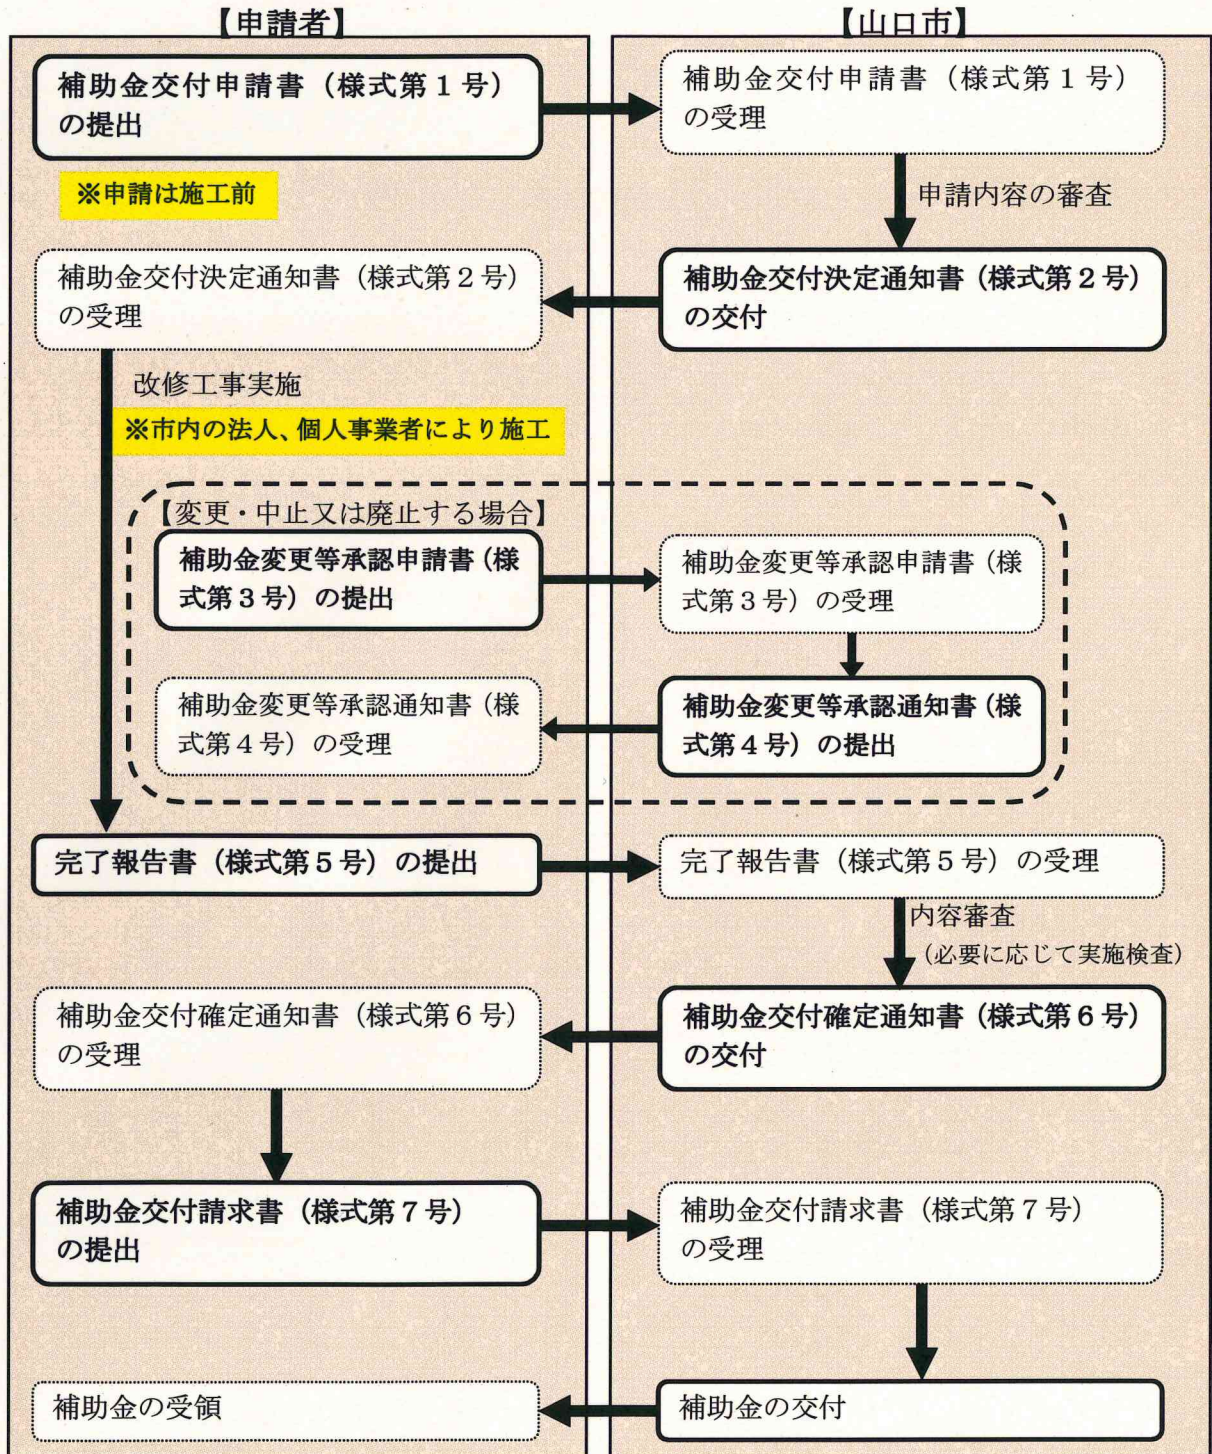 【申請者】
【山口市】
補助金交付申請書（様式第１号）
の提出
補助金交付申請書（様式第１号）
の受理
※申請は施工前
申請内容の審査
補助金交付決定通知書（様式第２号）
の受理
補助金交付決定通知書（様式第２号）
の交付
改修工事実施
※市内の法人、個人事業者により施工
【変更・中止又は廃止する場合】
補助金変更等承認申請書（様
式第３号）の提出
補助金変更等承認申請書（様
式第３号）の受理
補助金変更等承認通知書（様
式第４号）の受理
補助金変更等承認通知書（様
式第４号）の提出
完了報告書（様式第５号）の提出
完了報告書（様式第５号）の受理
内容審査
（必要に応じて実施検査）
補助金交付確定通知書（様式第６号）
の受理
補助金交付確定通知書（様式第６号）
の交付
補助金交付請求書（様式第７号）
の提出
補助金交付請求書（様式第７号）
の受理
補助金の受領
補助金の交付